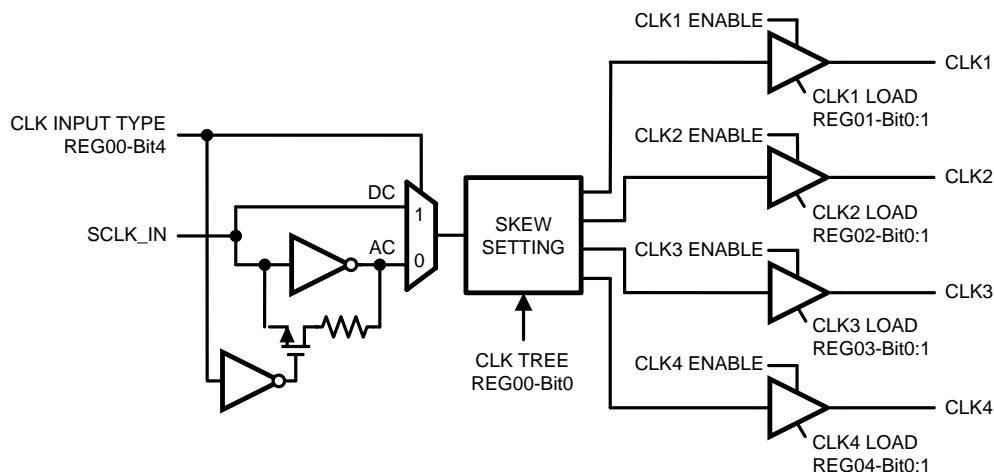 CLK1 ENABLE
CLK1
CLK1 LOAD
REG01-Bit0:1
CLK INPUT TYPE
REG00-Bit4
CLK2 ENABLE
CLK2
CLK2 LOAD
REG02-Bit0:1
DC
1
SKEW
SETTING
SCLK_IN
AC
0
CLK3 ENABLE
CLK3
CLK3 LOAD
REG03-Bit0:1
CLK TREE
REG00-Bit0
CLK4 ENABLE
CLK4
CLK4 LOAD
REG04-Bit0:1